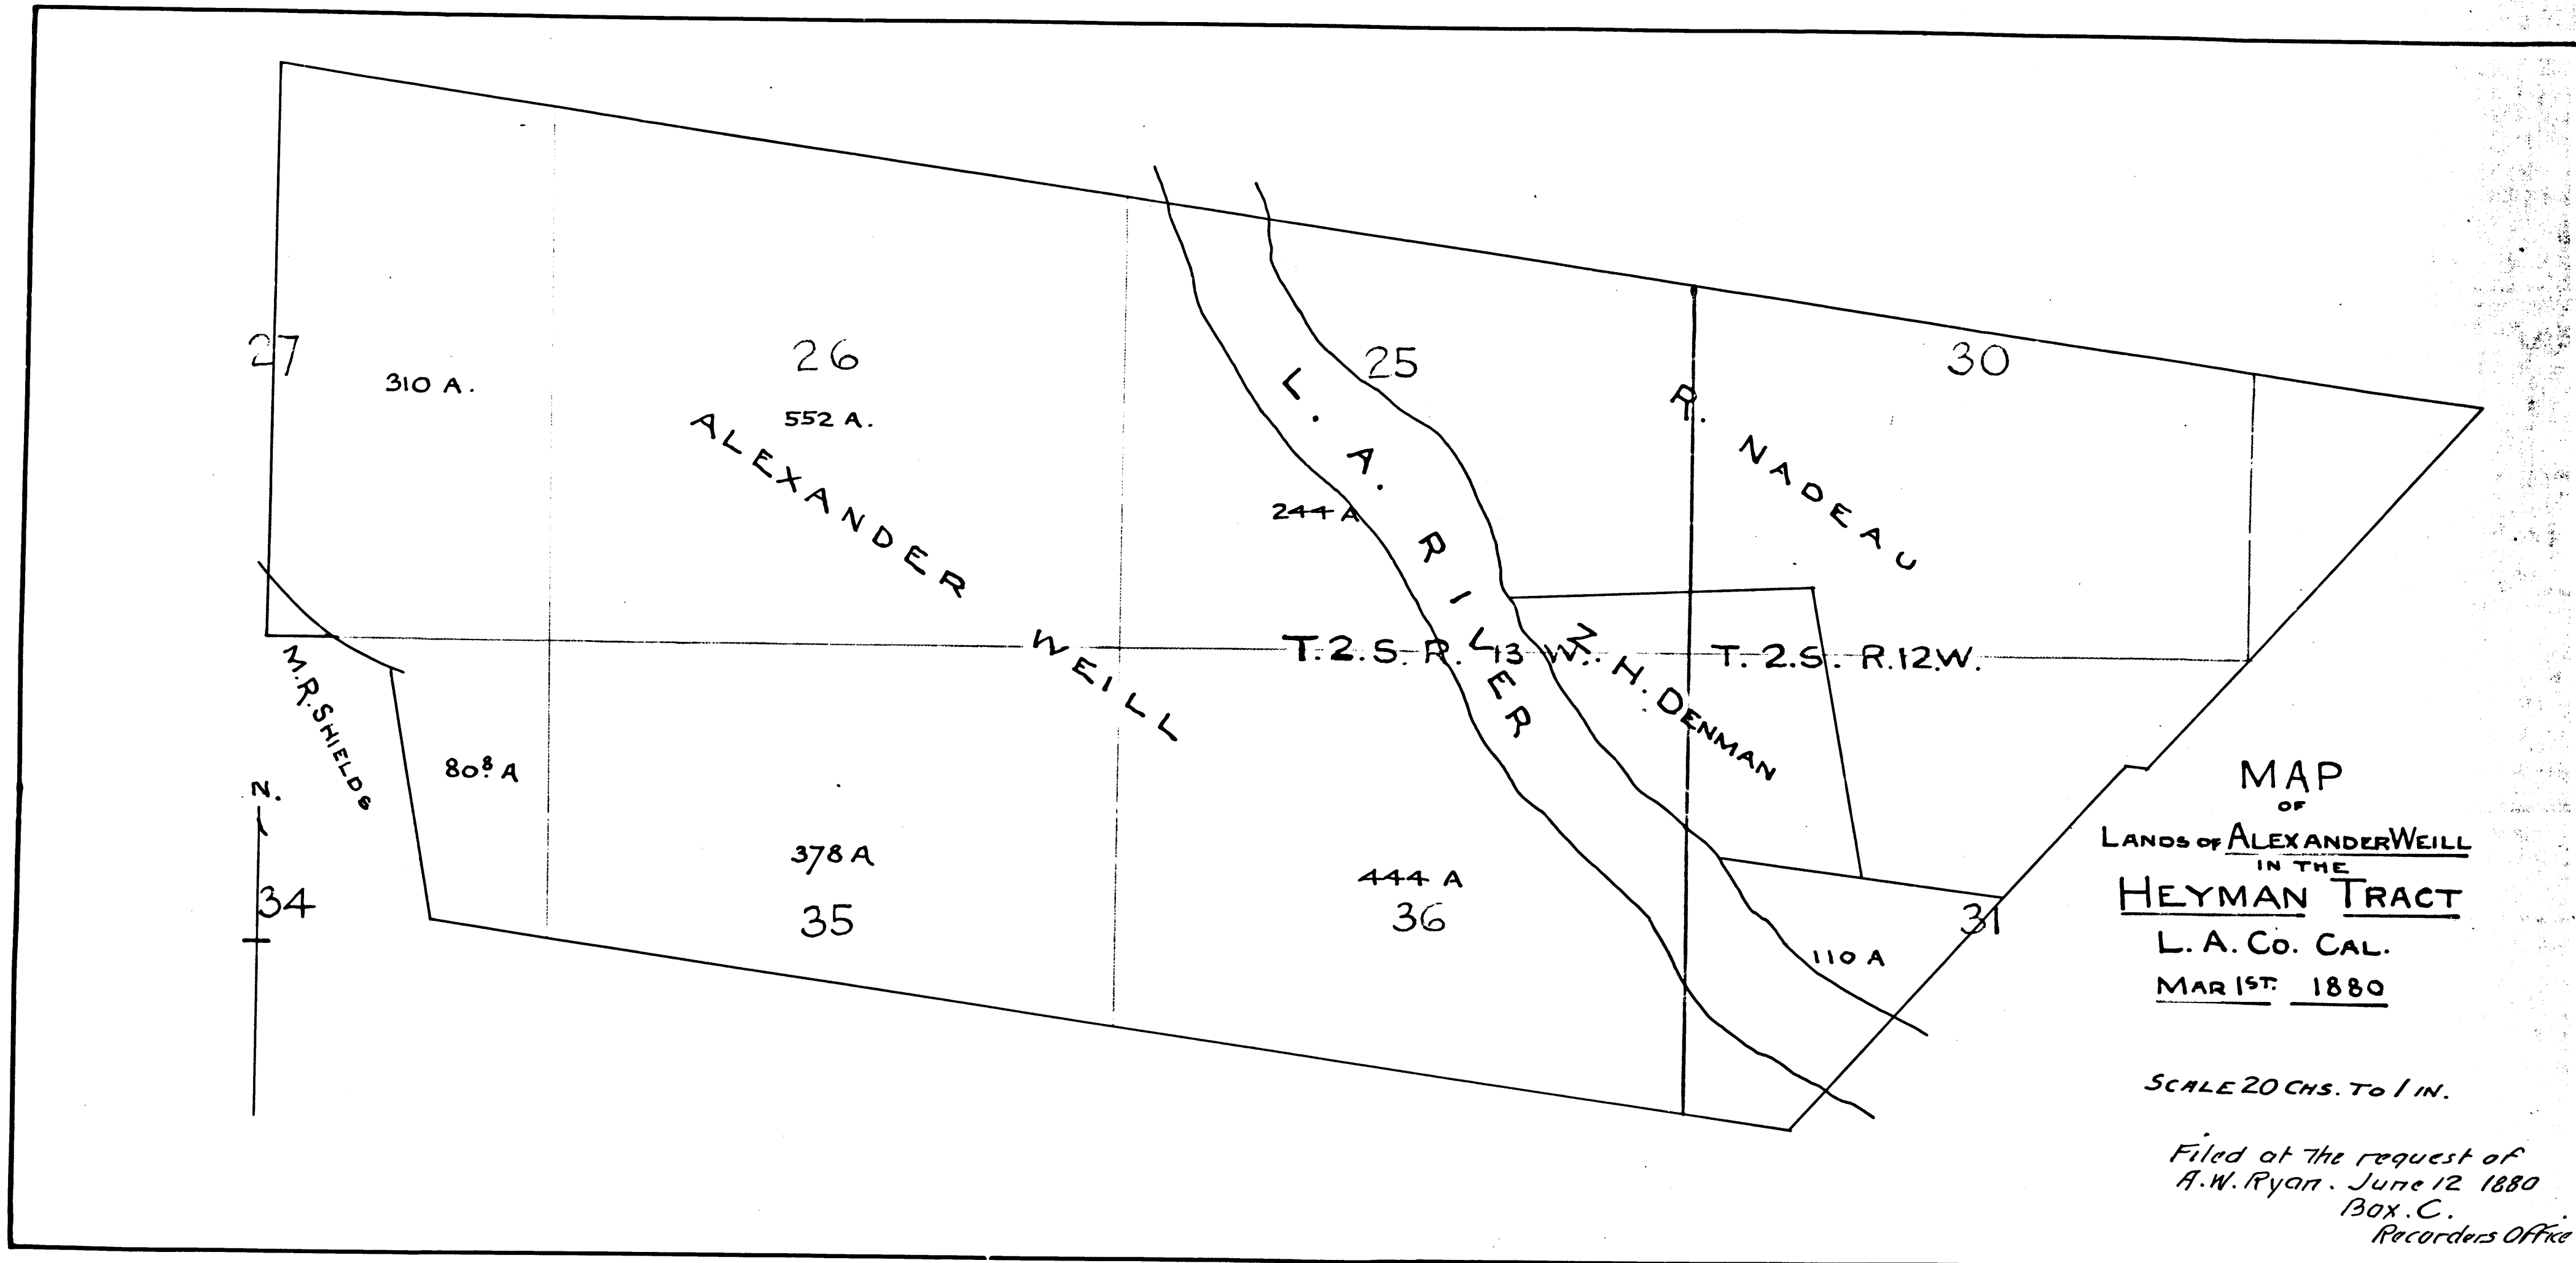 27
310 A.
26
552 A.
ALEXANDER WEILL
25
L. A. RIVER
244 A
30
R. NADEAU
T. 2. S. R. 13 W.
T. 2. S. R. 12. W.
Z. H. DENMAN
M. R. SHIELDS
80.8 A
N.
34
378 A
35
444 A
36
31
110 A
MAP
OF
LANDS OF ALEXANDER WEILL
IN THE
HEYMAN TRACT
L. A. CO. CAL.
MAR 1ST. 1880
SCALE 20 CHS. TO 1 IN.
Filed at the request of
A. W. Ryan. June 12 1880
Box. C.
Recorders Office